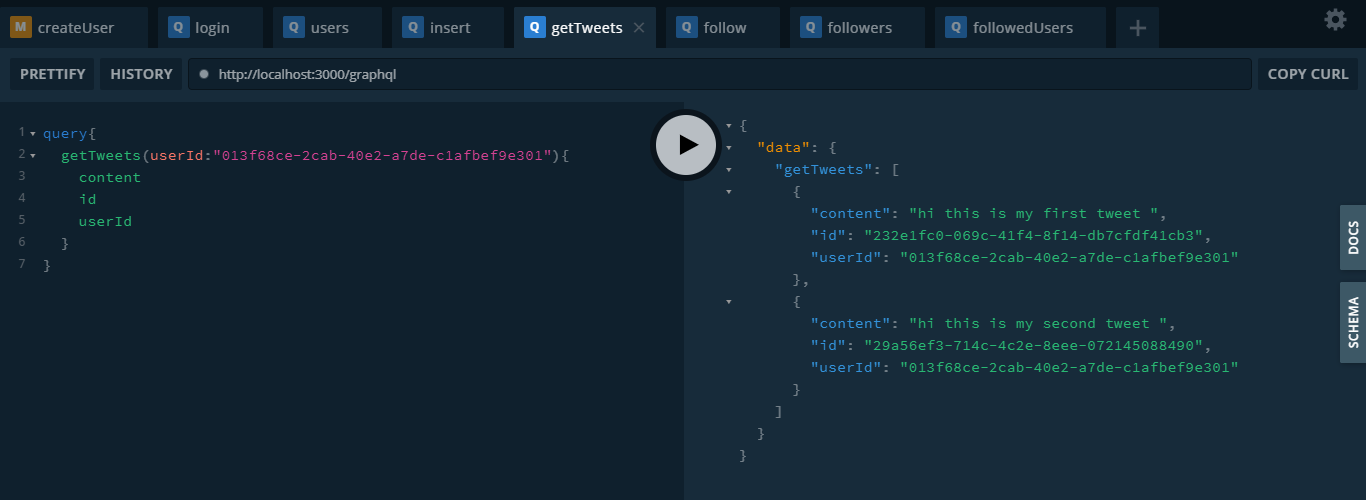 M createUser Q login Q users Q insert Q getTweets × Q follow Q followers Q followedUsers +
PRETTIFY HISTORY http://localhost:3000/graphql COPY CURL
1 query{
2 getTweets(userId:"013f68ce-2cab-40e2-a7de-c1afbef9e301"){
3 content
4 id
5 userId
6 }
7 }
{
"data": {
"getTweets": [
{
"content": "hi this is my first tweet ",
"id": "232e1fc0-069c-41f4-8f14-db7cfdf41cb3",
"userId": "013f68ce-2cab-40e2-a7de-c1afbef9e301"
},
{
"content": "hi this is my second tweet ",
"id": "29a56ef3-714c-4c2e-8eee-072145088490",
"userId": "013f68ce-2cab-40e2-a7de-c1afbef9e301"
}
]
}
}
DOCS
SCHEMA